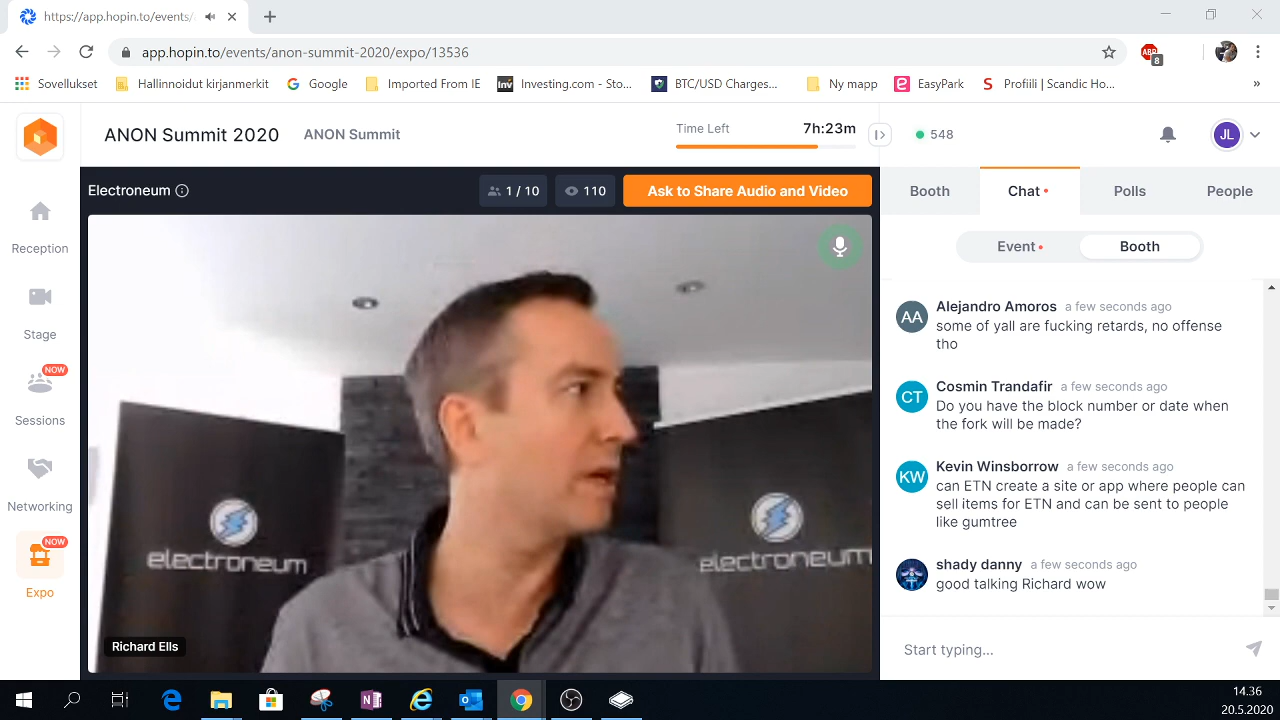 https://app.hopin.to/events/
app.hopin.to/events/anon-summit-2020/expo/13536
ABP
8
Sovellukset
Hallinnoidut kirjanmerkit
Google
Imported From IE
Inv
Investing.com - Sto...
BTC/USD Charges...
Ny mapp
EasyPark
S
Profiili | Scandic Ho...
»
ANON Summit 2020
ANON Summit
Time Left
7h:23m
548
JL
Electroneum
1 / 10
110
Ask to Share Audio and Video
Booth
Chat
Polls
People
Event
Booth
Reception
Stage
NOW
Sessions
Networking
NOW
Expo
electroneum
electroneum
Richard Ells
AA
Alejandro Amoros a few seconds ago
some of yall are fucking retards, no offense
tho
CT
Cosmin Trandafir a few seconds ago
Do you have the block number or date when
the fork will be made?
KW
Kevin Winsborrow a few seconds ago
can ETN create a site or app where people can
sell items for ETN and can be sent to people
like gumtree
shady danny a few seconds ago
good talking Richard wow
Start typing...
14.36
20.5.2020